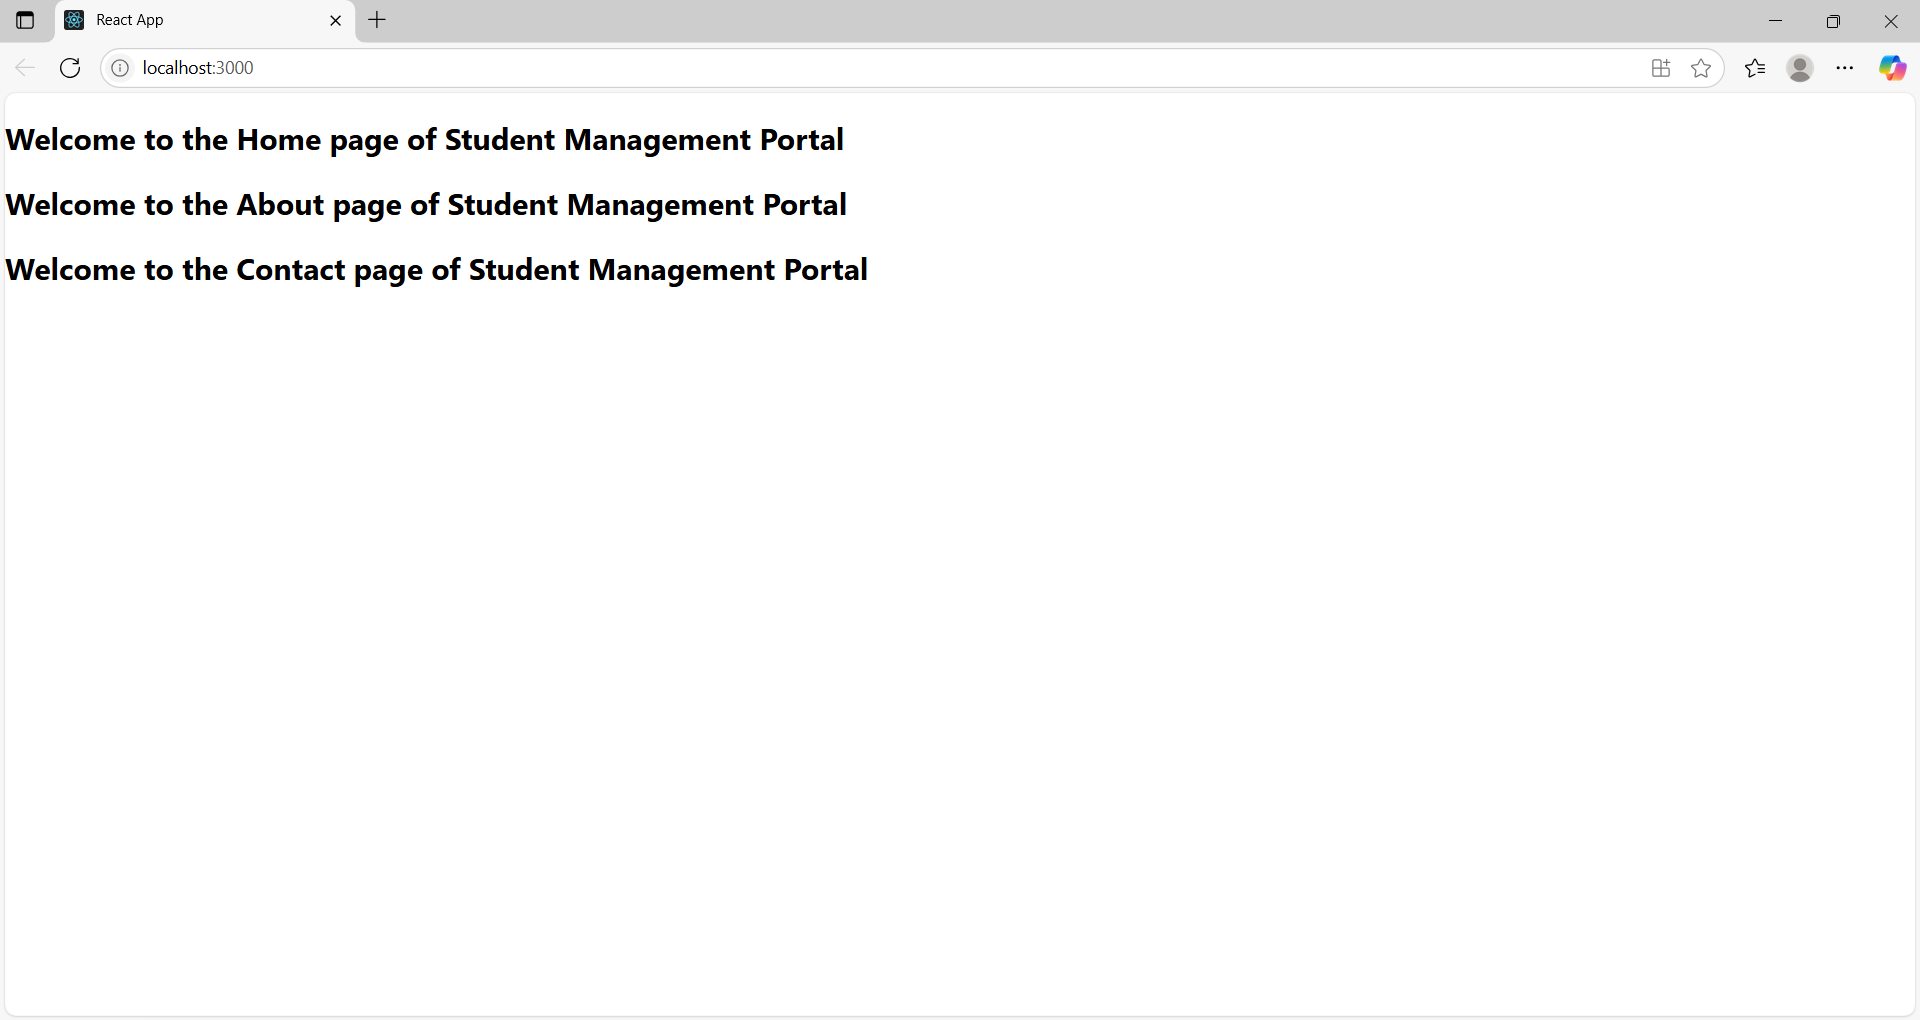 React App
localhost:3000
Welcome to the Home page of Student Management Portal
Welcome to the About page of Student Management Portal
Welcome to the Contact page of Student Management Portal